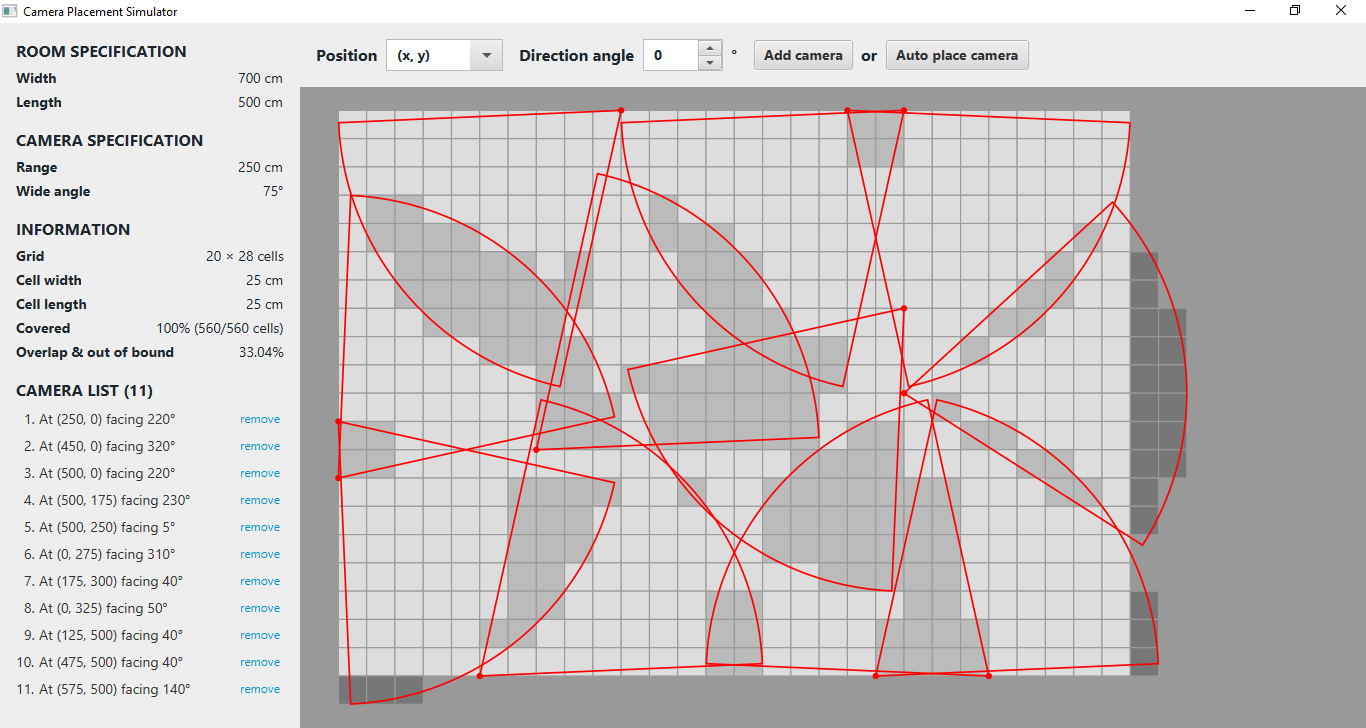 Camera Placement Simulator
ROOM SPECIFICATION
Width 700 cm
Length 500 cm
CAMERA SPECIFICATION
Range 250 cm
Wide angle 75°
INFORMATION
Grid 20 × 28 cells
Cell width 25 cm
Cell length 25 cm
Covered 100% (560/560 cells)
Overlap & out of bound 33.04%
CAMERA LIST (11)
1. At (250, 0) facing 220° remove
2. At (450, 0) facing 320° remove
3. At (500, 0) facing 220° remove
4. At (500, 175) facing 230° remove
5. At (500, 250) facing 5° remove
6. At (0, 275) facing 310° remove
7. At (175, 300) facing 40° remove
8. At (0, 325) facing 50° remove
9. At (125, 500) facing 40° remove
10. At (475, 500) facing 40° remove
11. At (575, 500) facing 140° remove
Position (x, y) Direction angle 0 ° Add camera or Auto place camera